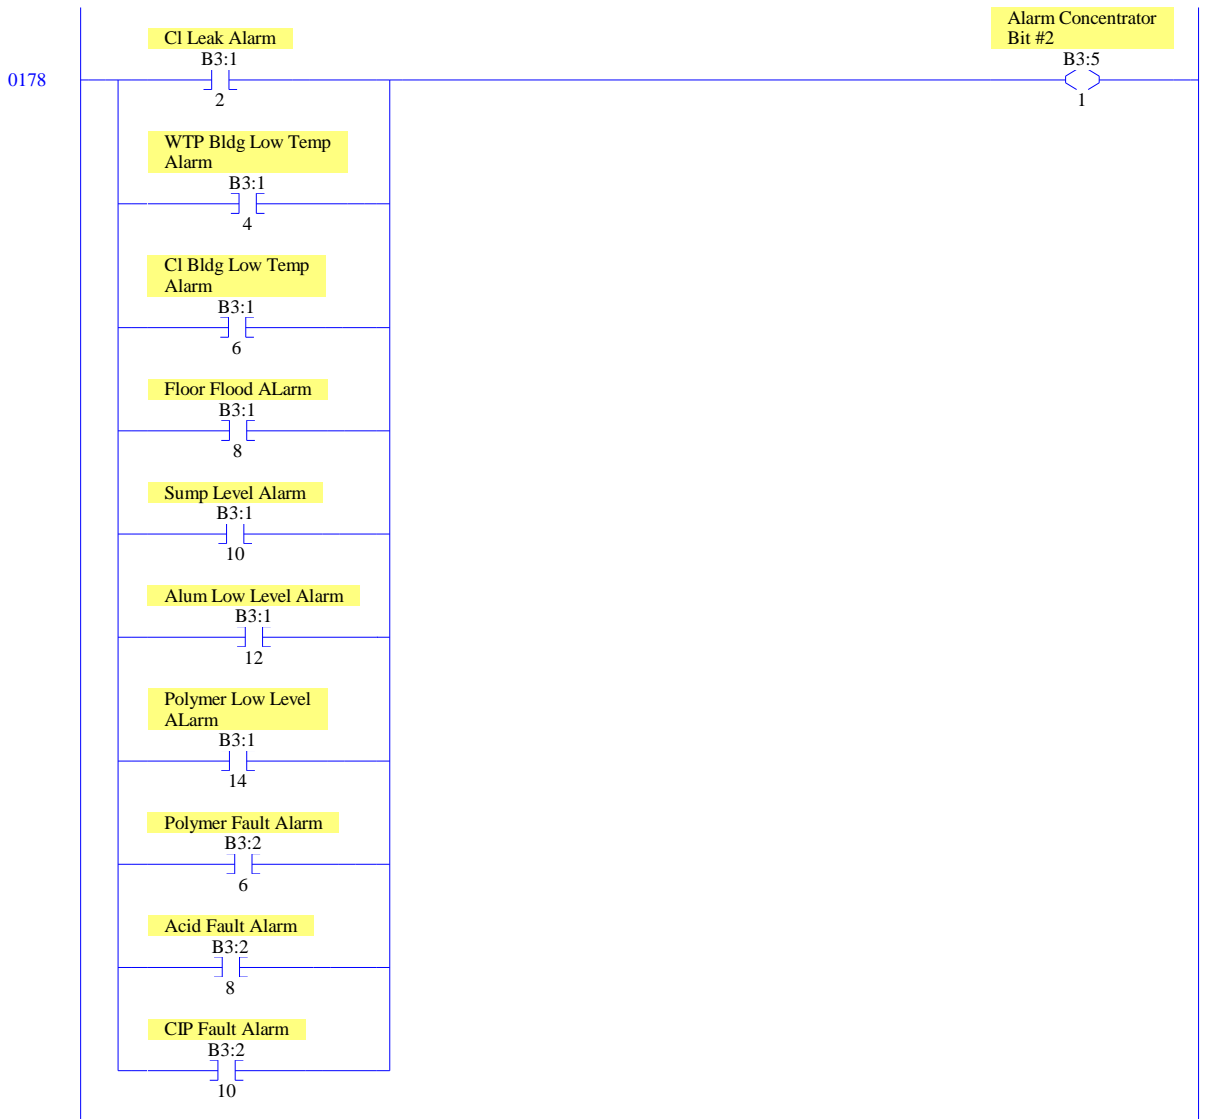 Alarm Concentrator
Bit #2
B3:5
1
0178
Cl Leak Alarm
B3:1
2
WTP Bldg Low Temp
Alarm
B3:1
4
Cl Bldg Low Temp
Alarm
B3:1
6
Floor Flood ALarm
B3:1
8
Sump Level Alarm
B3:1
10
Alum Low Level Alarm
B3:1
12
Polymer Low Level
ALarm
B3:1
14
Polymer Fault Alarm
B3:2
6
Acid Fault Alarm
B3:2
8
CIP Fault Alarm
B3:2
10